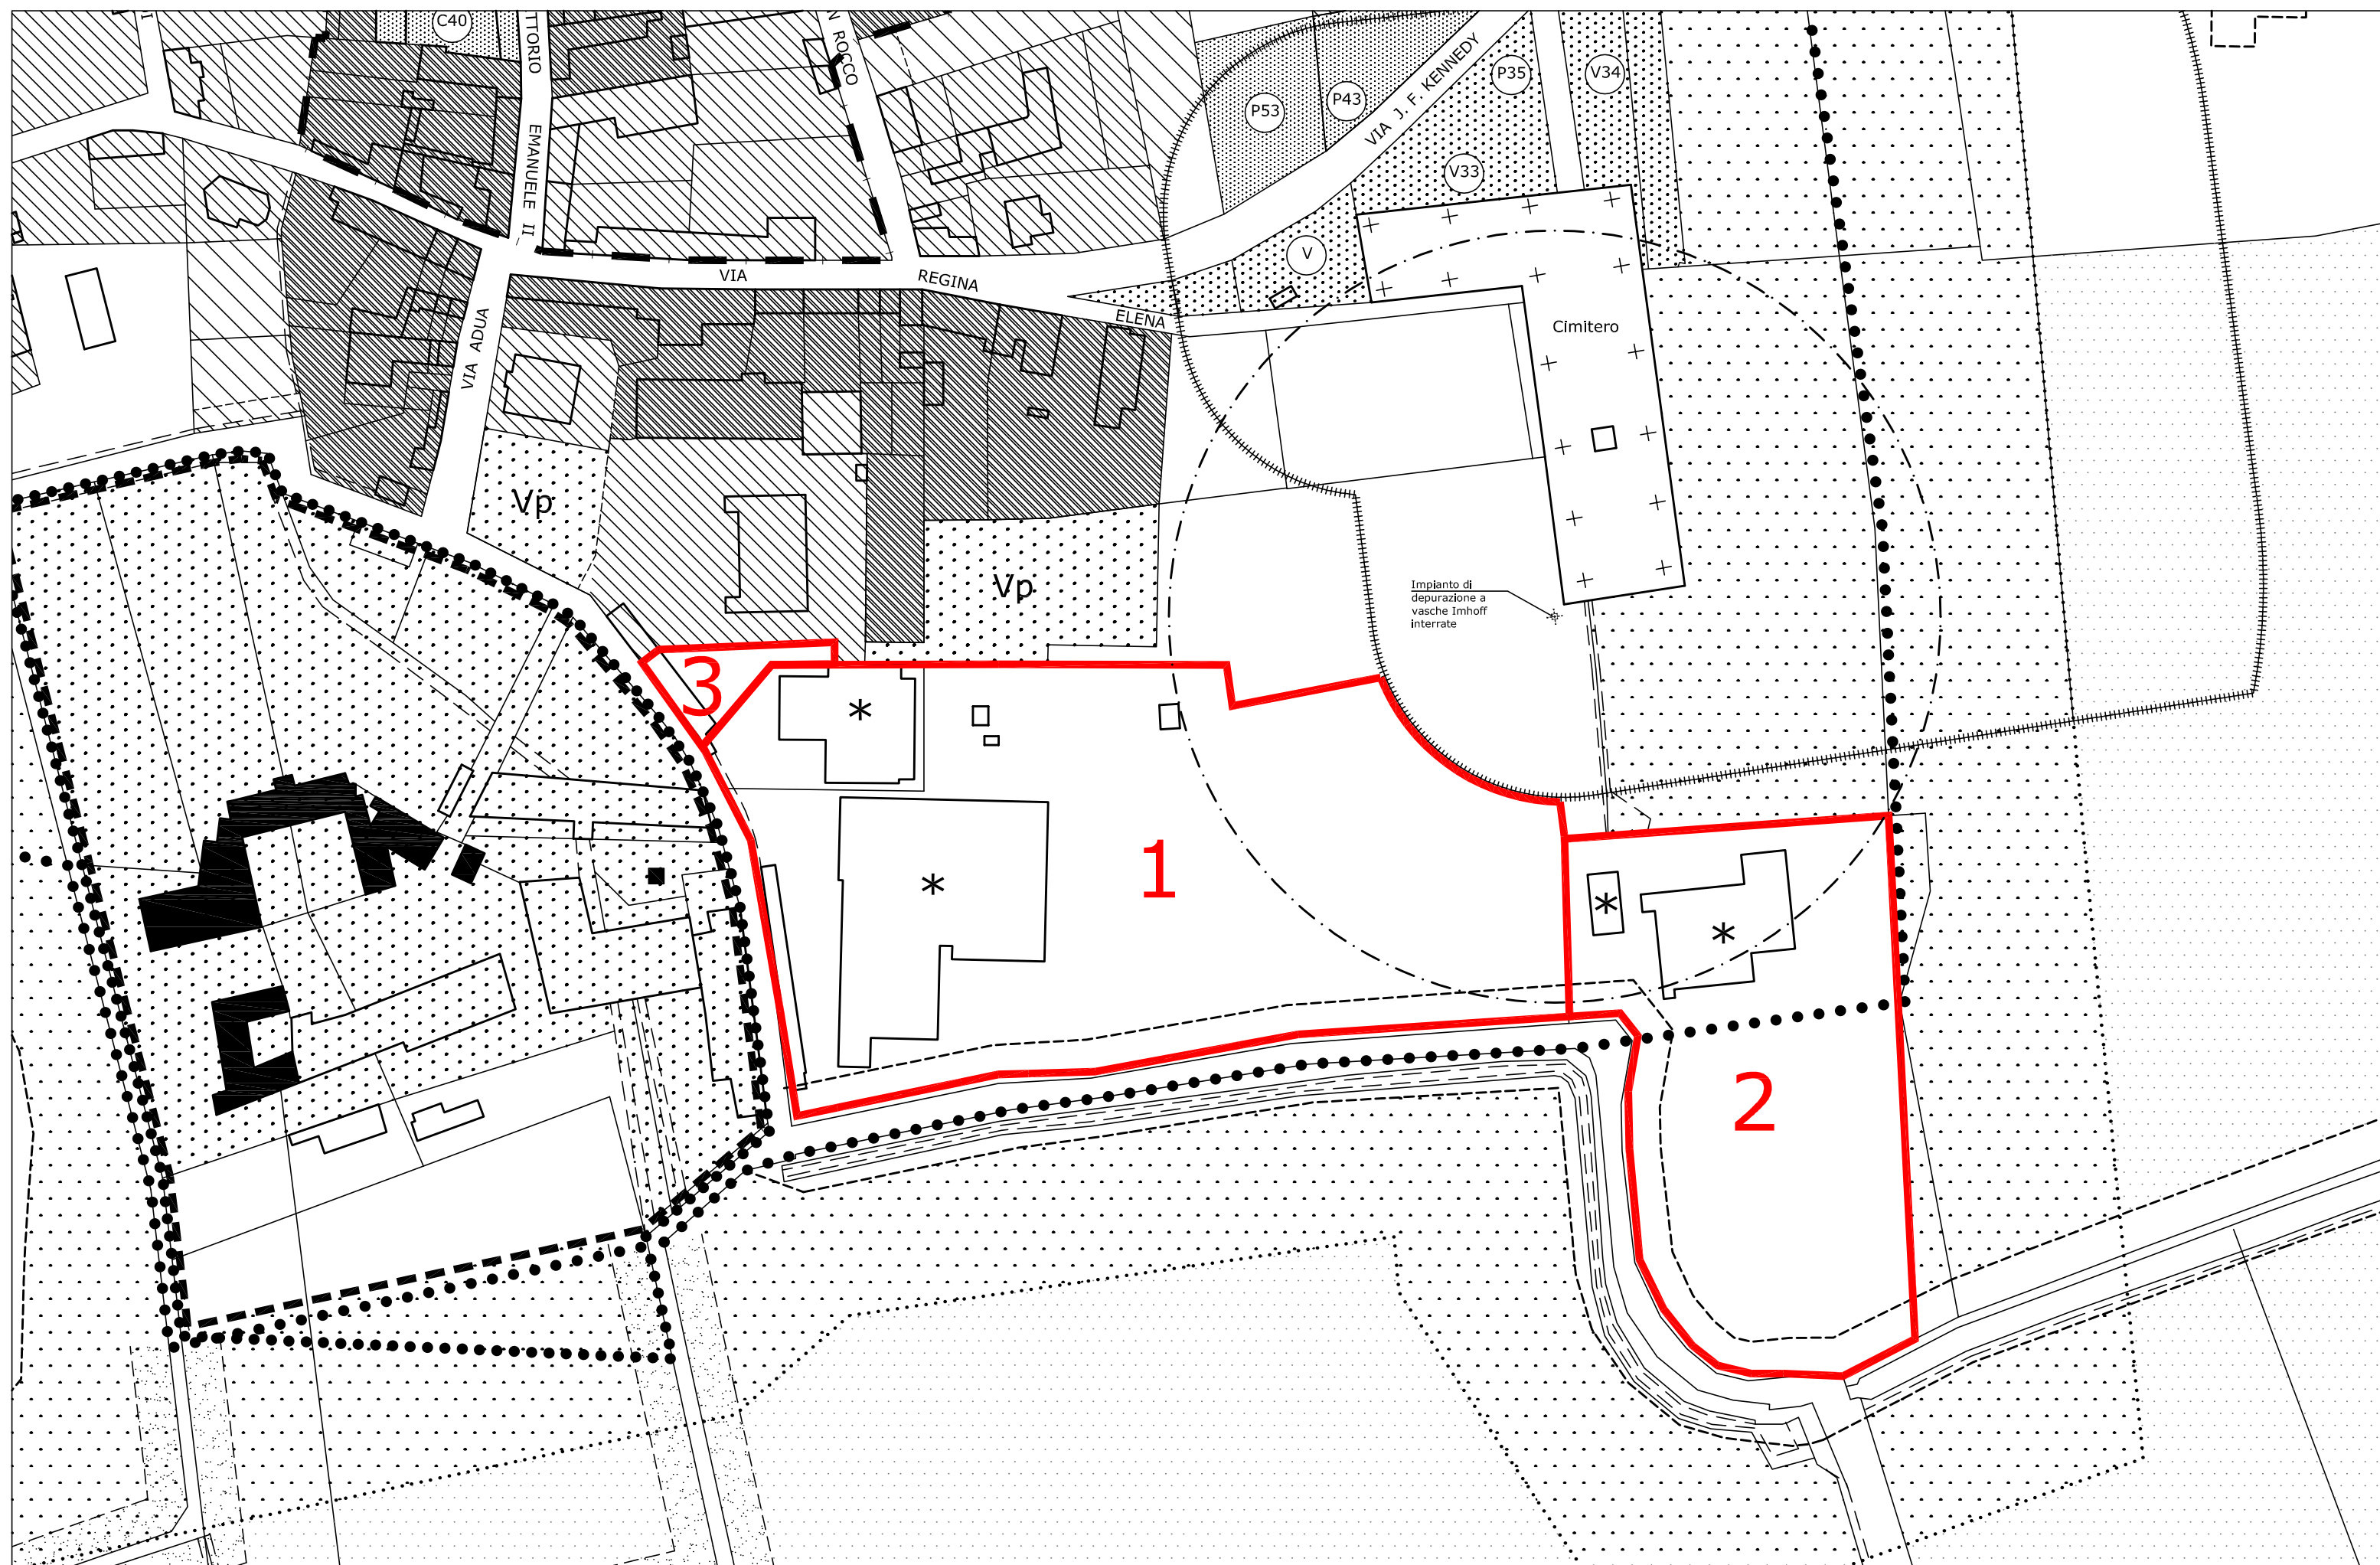 C40
TTORIO
EMANUELE II
N ROCCO
P53
P43
VIA J. F. KENNEDY
P35
V34
V33
V
VIA
REGINA
ELENA
VIA ADUA
Cimitero
Vp
Vp
Impianto di
depurazione a
vasche Imhoff
interrate
3
*
1
*
*
*
2